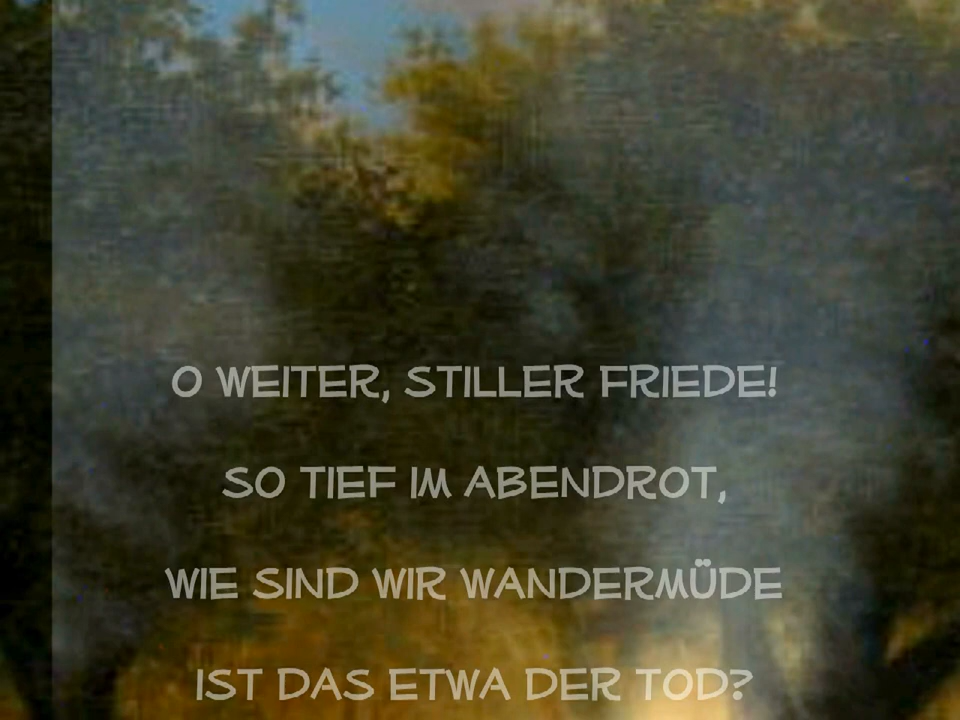 O WEITER, STILLER FRIEDE!
SO TIEF IM ABENDROT,
WIE SIND WIR WANDERMÜDE
IST DAS ETWA DER TOD?